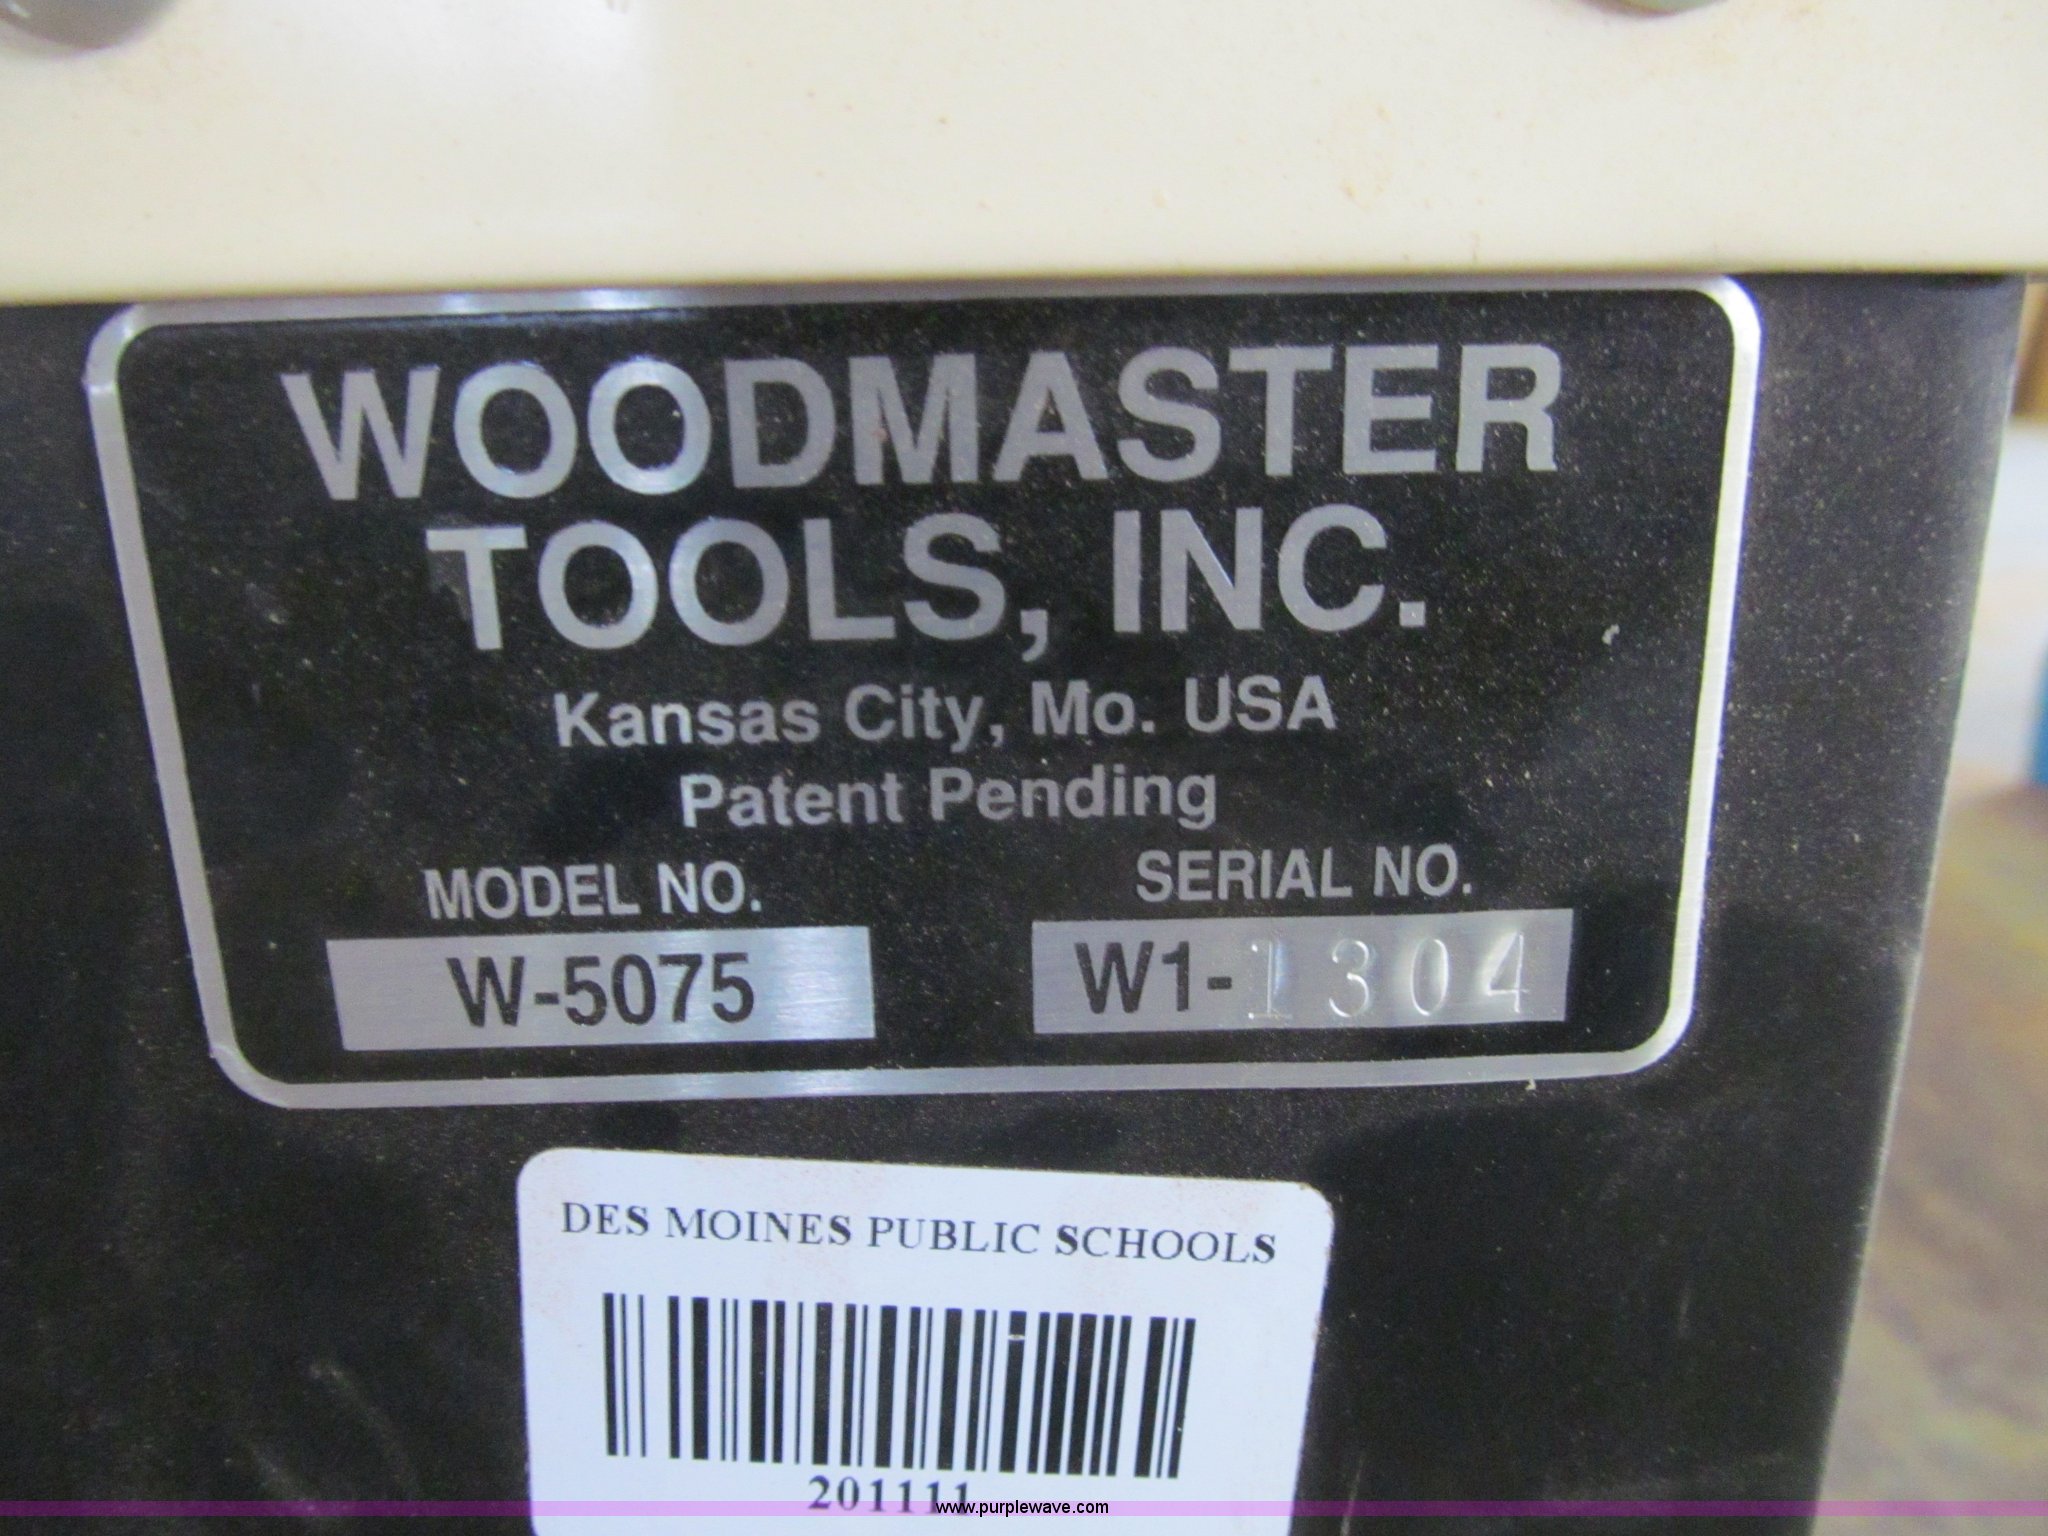 WOODMASTER
TOOLS, INC.
Kansas City, Mo. USA
Patent Pending
MODEL NO. SERIAL NO.
W-5075 W1-1304
DES MOINES PUBLIC SCHOOLS
201111
www.purplewave.com